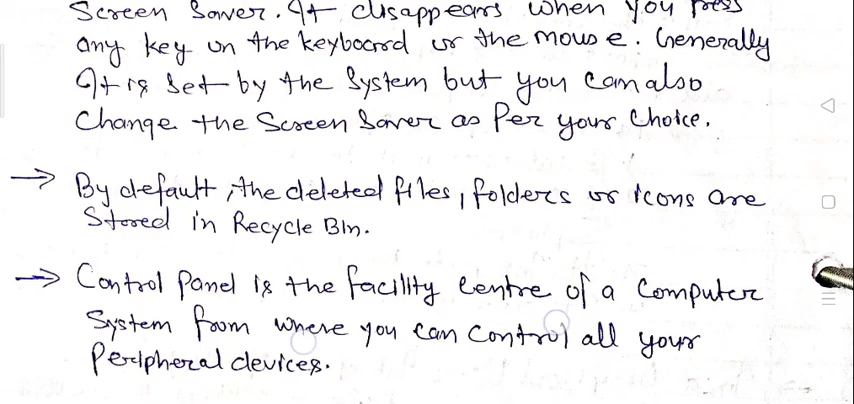 Screen Saver. It disappears when you press
any key on the keyboard or the mouse. Generally
It is set by the System but you can also
Change the Screen Saver as Per your Choice.
→ By default, the deleted files, folders or icons are
Stored in Recycle Bin.
→ Control Panel is the facility Centre of a Computer
System from where you can control all your
Peripheral devices.